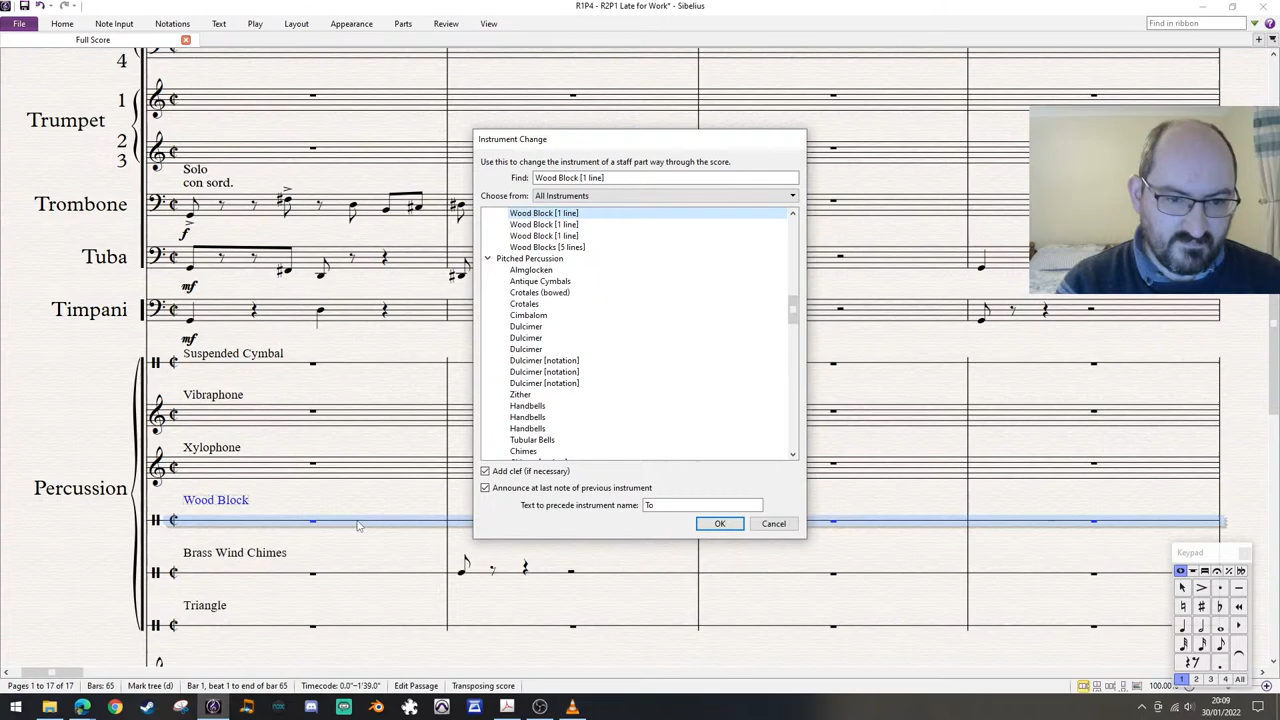 R1P4 - R2P1 Late for Work* - Sibelius
File Home Note Input Notations Text Play Layout Appearance Parts Review View
Find in ribbon
Full Score
4
Trumpet
1
2
3
Solo
con sord.
Trombone
f
Tuba
mf
Timpani
mf
Suspended Cymbal
Vibraphone
Xylophone
Percussion
Wood Block
Brass Wind Chimes
Triangle
Instrument Change
Use this to change the instrument of a staff part way through the score.
Find: Wood Block [1 line]
Choose from: All Instruments
Wood Block [1 line]
Wood Block [1 line]
Wood Block [1 line]
Wood Blocks [5 lines]
Pitched Percussion
Almglocken
Antique Cymbals
Crotales (bowed)
Crotales
Cimbalom
Dulcimer
Dulcimer
Dulcimer
Dulcimer [notation]
Dulcimer [notation]
Dulcimer [notation]
Zither
Handbells
Handbells
Handbells
Tubular Bells
Chimes
Add clef (if necessary)
Announce at last note of previous instrument
Text to precede instrument name: To
OK Cancel
Keypad
1 2 3 4 All
Pages 1 to 17 of 17 Bars: 65 Mark tree (d) Bar 1, beat 1 to end of bar 65 Timecode: 0.0"-1'39.0" Edit Passage Transposing score 100.00
20:09
30/01/2022